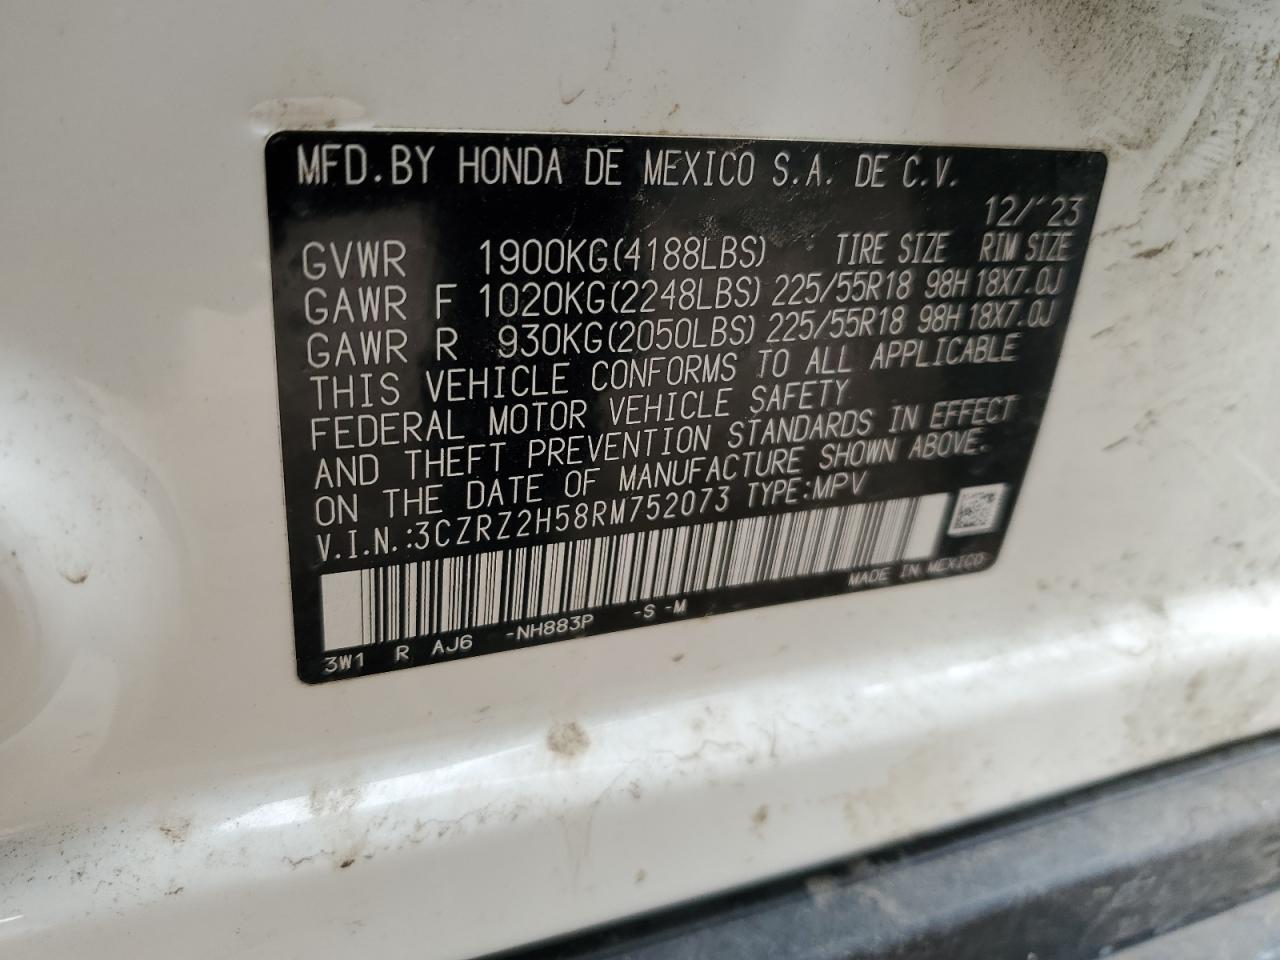 MFD.BY HONDA DE MEXICO S.A. DE C.V.
12/'23
GVWR 1900KG(4188LBS) TIRE SIZE RIM SIZE
GAWR F 1020KG(2248LBS) 225/55R18 98H 18X7.0J
GAWR R 930KG(2050LBS) 225/55R18 98H 18X7.0J
THIS VEHICLE CONFORMS TO ALL APPLICABLE
FEDERAL MOTOR VEHICLE SAFETY
AND THEFT PREVENTION STANDARDS IN EFFECT
ON THE DATE OF MANUFACTURE SHOWN ABOVE.
V.I.N.:3CZRZ2H58RM752073 TYPE:MPV
MADE IN MEXICO
3W1 R AJ6 -NH883P -S -M